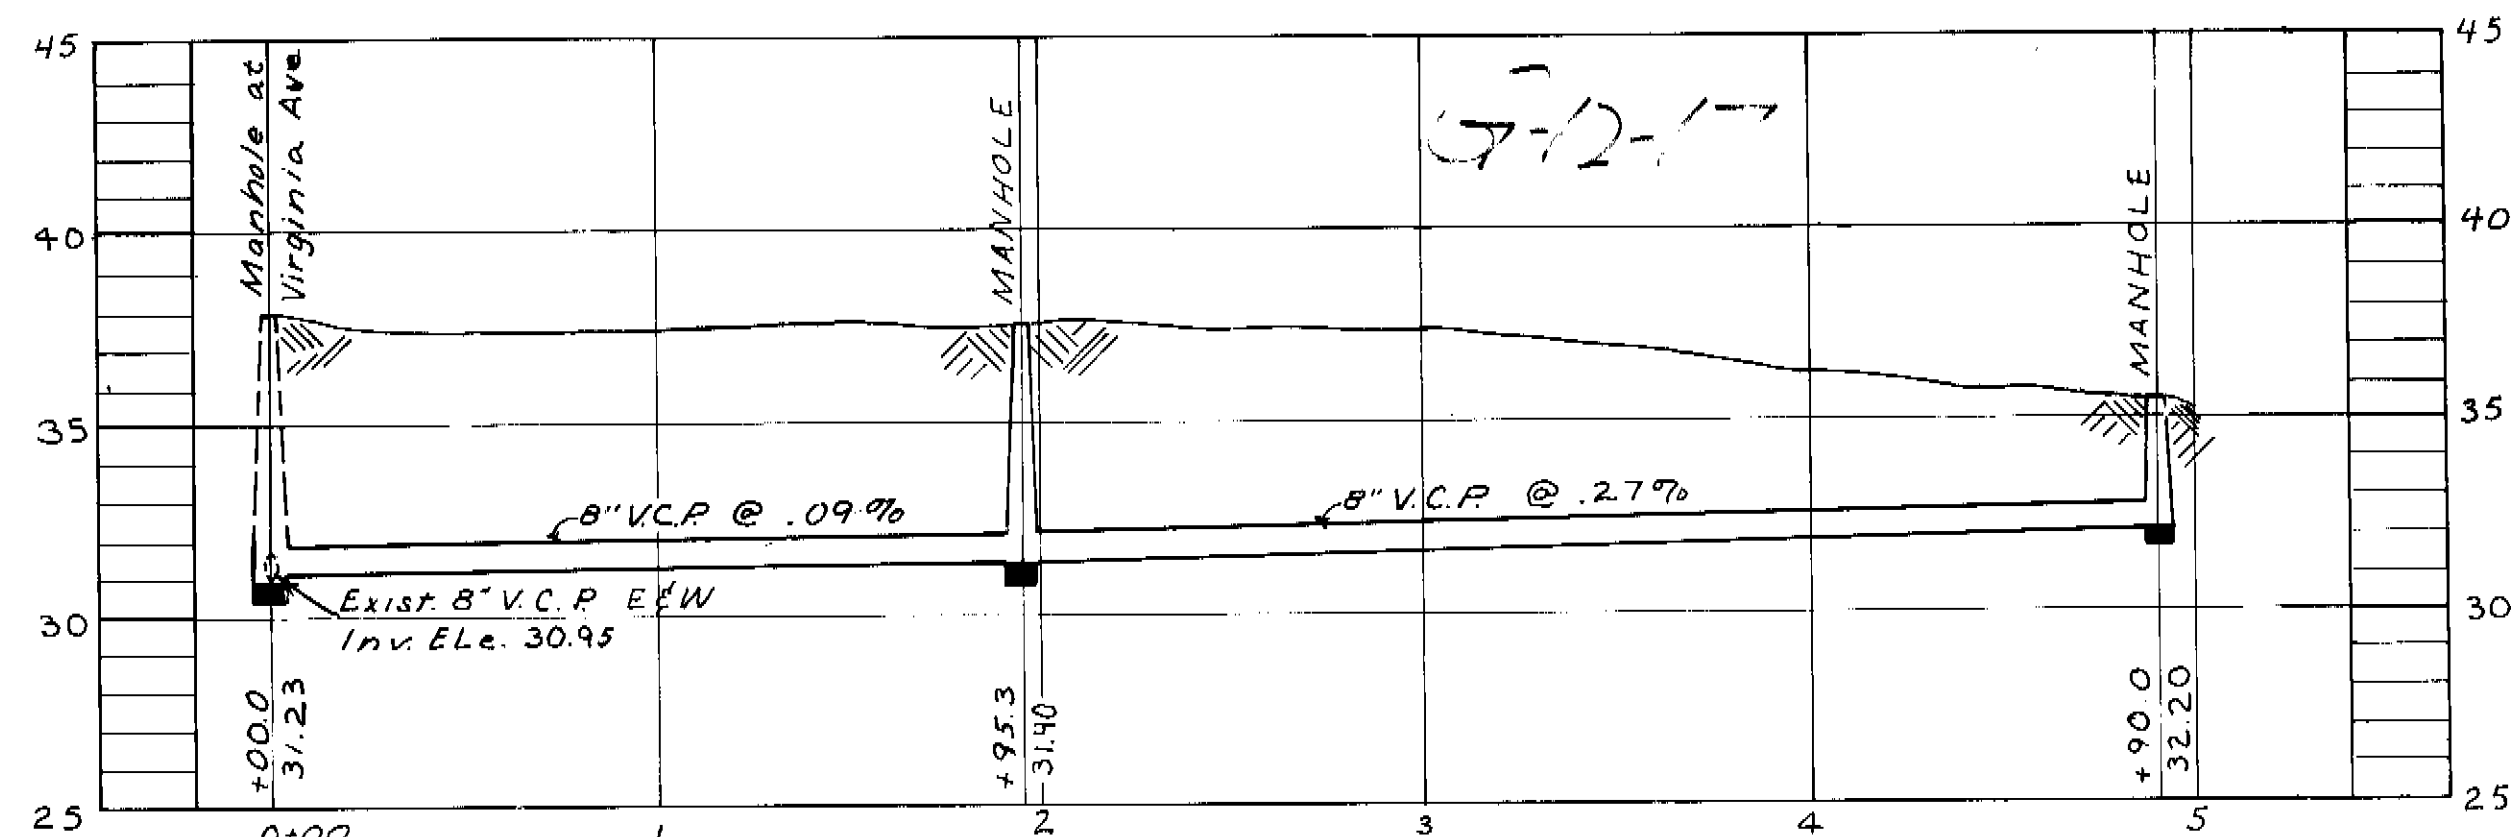 45
45
Manhole at
Virginia Ave
MANHOLE
MANHOLE
40
40
35
35
8" V.C.P. @ .09 %
8" V.C.P. @ .27 %
Exist. 8" V.C.P. E & W
Inv. ELe. 30.95
30
30
+00.0
31.23
+95.3
31.40
+90.0
32.20
25
25
0+00
1
2
3
4
5